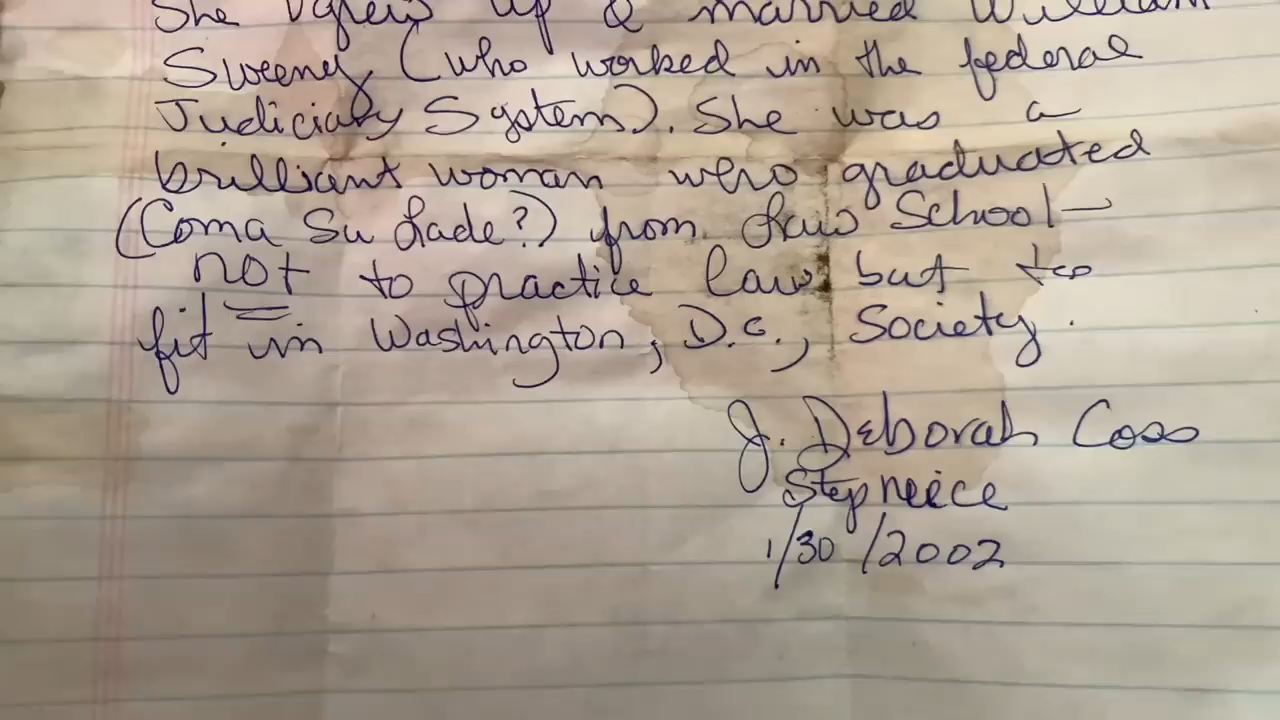 She grew up & married William
Sweeney (who worked in the federal
Judiciary System). She was a
brilliant woman who graduated
(Coma Su Lade?) from Law School—
not to practice law but to
fit in Washington, D.C., Society.
J. Deborah Coss
Stepneice
1/30/2002